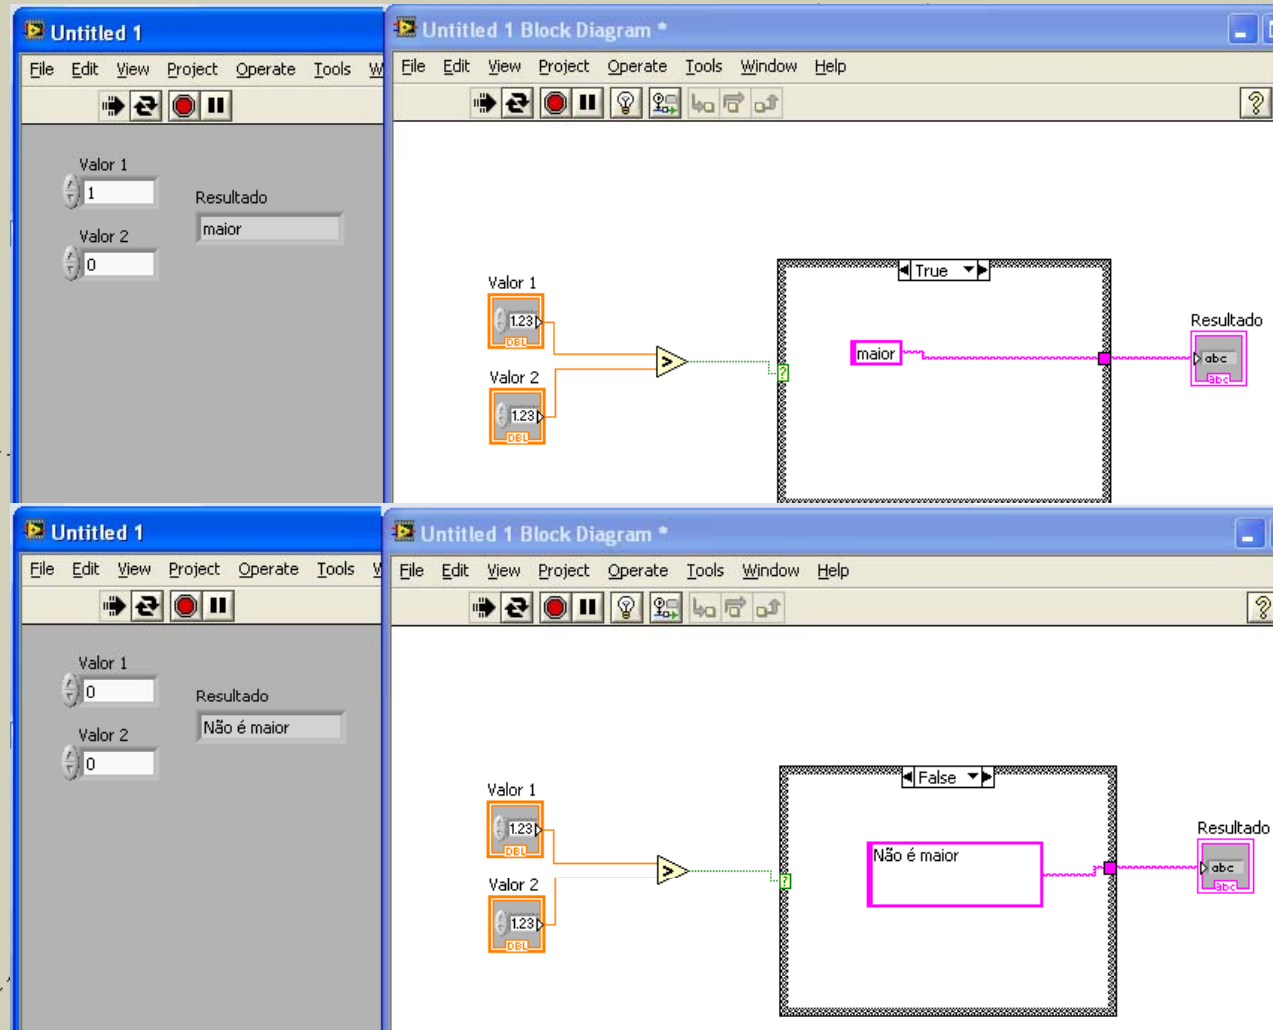 Untitled 1
File Edit View Project Operate Tools W
Valor 1
1
Resultado
maior
Valor 2
0
Untitled 1 Block Diagram *
File Edit View Project Operate Tools Window Help
?
True
Valor 1
1.23
DBL
Valor 2
1.23
DBL
>
?
maior
Resultado
abc
abc
Untitled 1
File Edit View Project Operate Tools W
Valor 1
0
Resultado
Não é maior
Valor 2
0
Untitled 1 Block Diagram *
File Edit View Project Operate Tools Window Help
?
False
Valor 1
1.23
DBL
Valor 2
1.23
DBL
>
?
Não é maior
Resultado
abc
abc